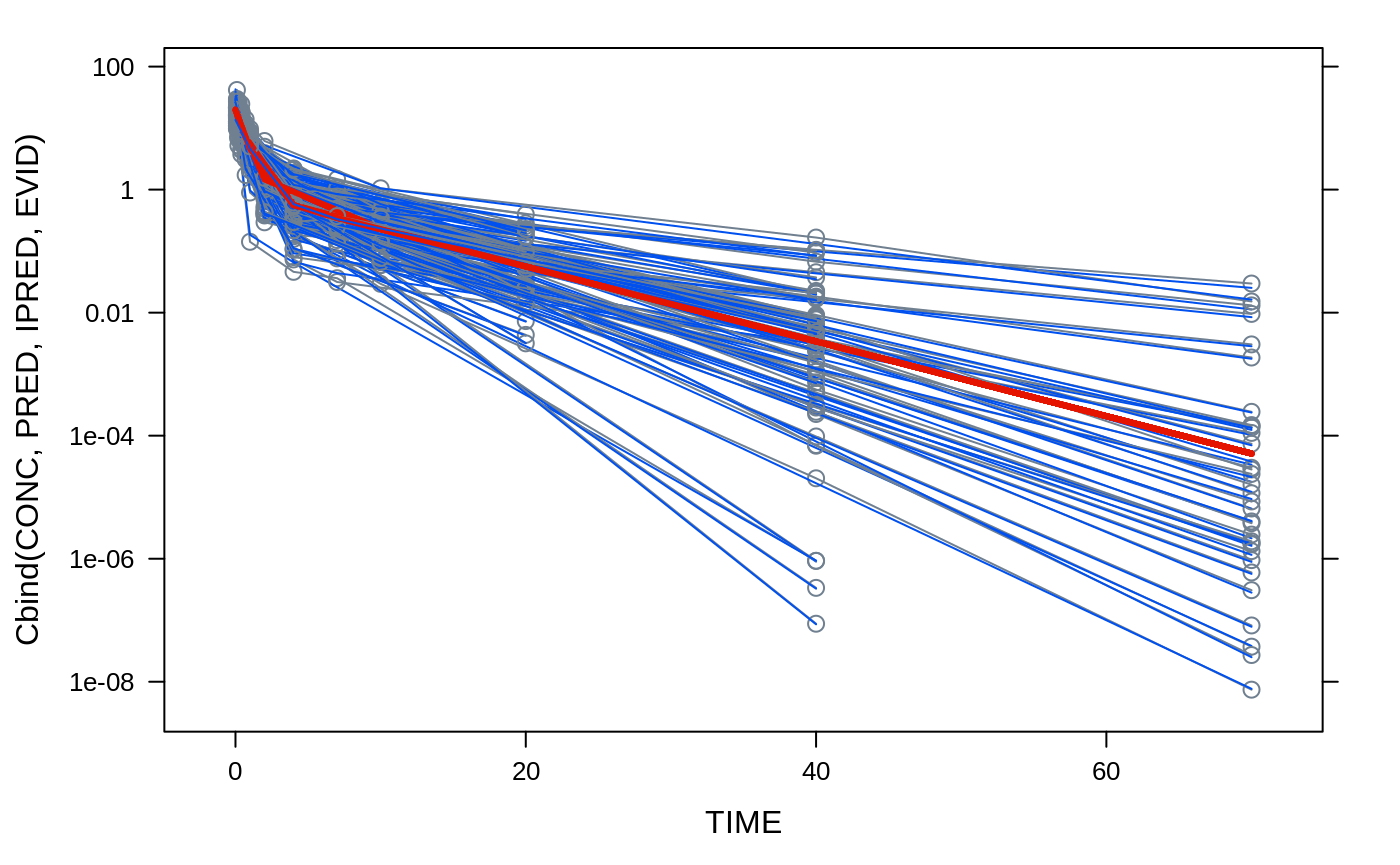 Cbind(CONC, PRED, IPRED, EVID)
100
1
0.01
1e-04
1e-06
1e-08
0
20
40
60
TIME